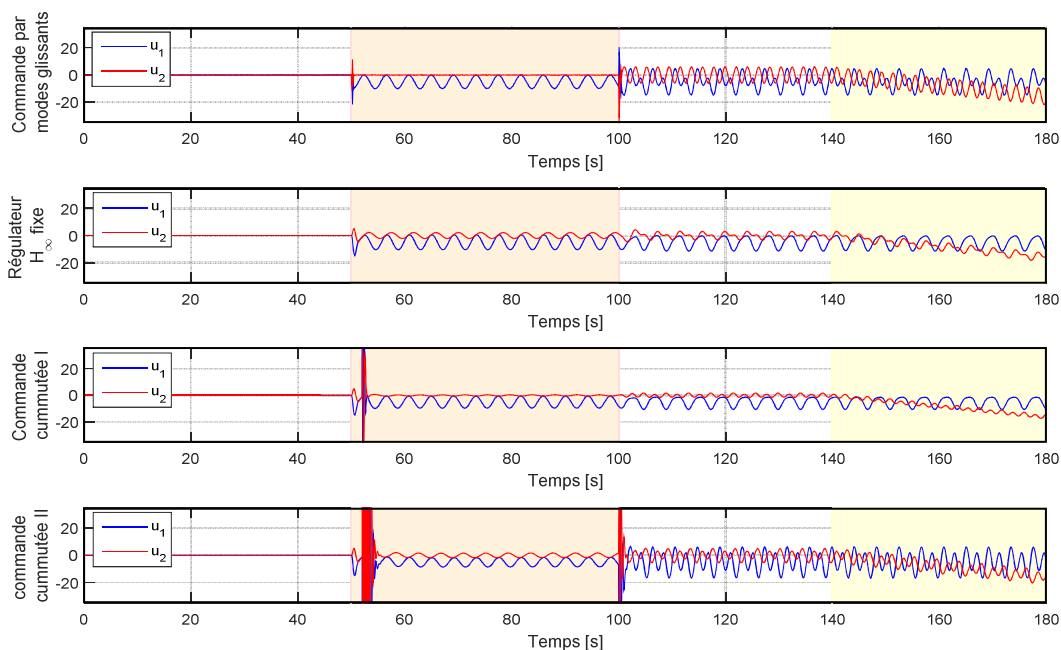 Commande par
modes glissants
20
0
-20
u1
u2
0 20 40 60 80 100 120 140 160 180
Temps [s]
Régulateur
H∞ fixe
20
0
-20
u1
u2
0 20 40 60 80 100 120 140 160 180
Temps [s]
Commande
cummutée I
20
0
-20
u1
u2
0 20 40 60 80 100 120 140 160 180
Temps [s]
commande
cummutée II
20
0
-20
u1
u2
0 20 40 60 80 100 120 140 160 180
Temps [s]